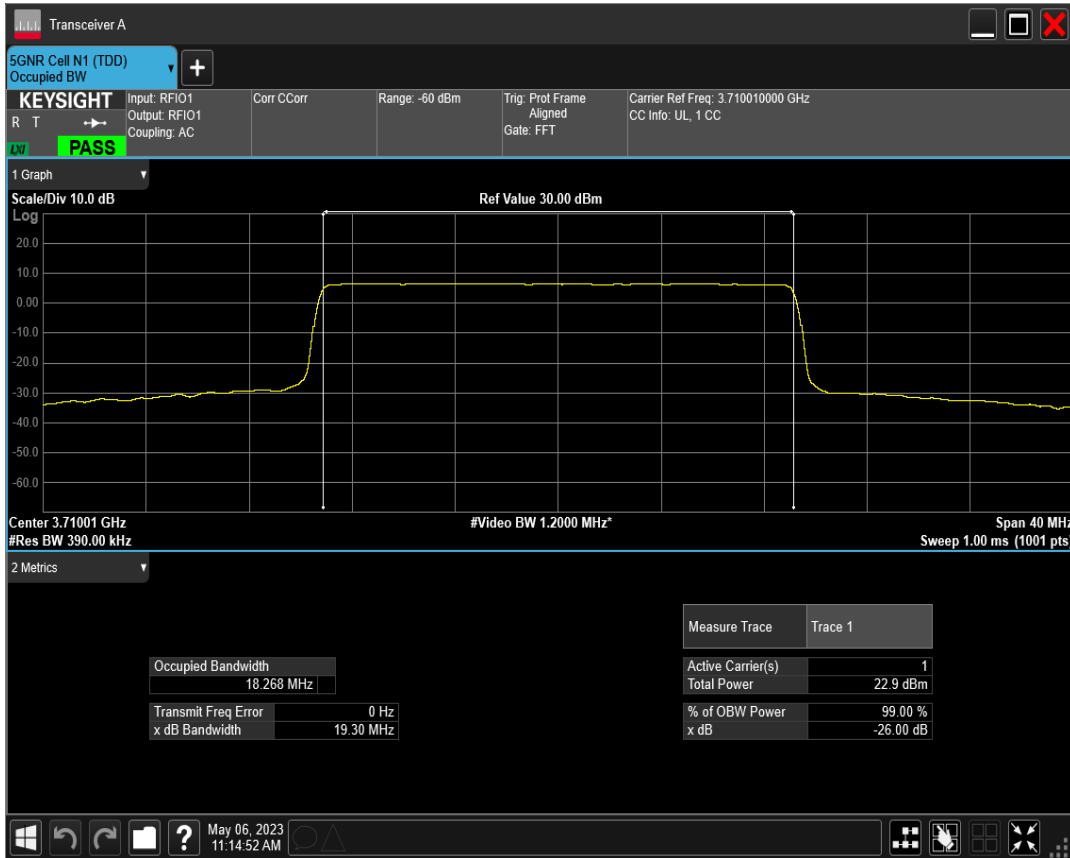 Transceiver A
5GNR Cell N1 (TDD)
Occupied BW
+
KEYSIGHT
R T
LXI
PASS
Input: RFIO1
Output: RFIO1
Coupling: AC
Corr CCorr
Range: -60 dBm
Trig: Prot Frame
Aligned
Gate: FFT
Carrier Ref Freq: 3.710010000 GHz
CC Info: UL, 1 CC
1 Graph
Scale/Div 10.0 dB
Ref Value 30.00 dBm
Log
20.0
10.0
0.00
-10.0
-20.0
-30.0
-40.0
-50.0
-60.0
Center 3.71001 GHz
#Video BW 1.2000 MHz*
Span 40 MHz
#Res BW 390.00 kHz
Sweep 1.00 ms (1001 pts)
2 Metrics
Measure Trace Trace 1
Occupied Bandwidth
18.268 MHz
Transmit Freq Error 0 Hz
x dB Bandwidth 19.30 MHz
Active Carrier(s) 1
Total Power 22.9 dBm
% of OBW Power 99.00 %
x dB -26.00 dB
?
May 06, 2023
11:14:52 AM